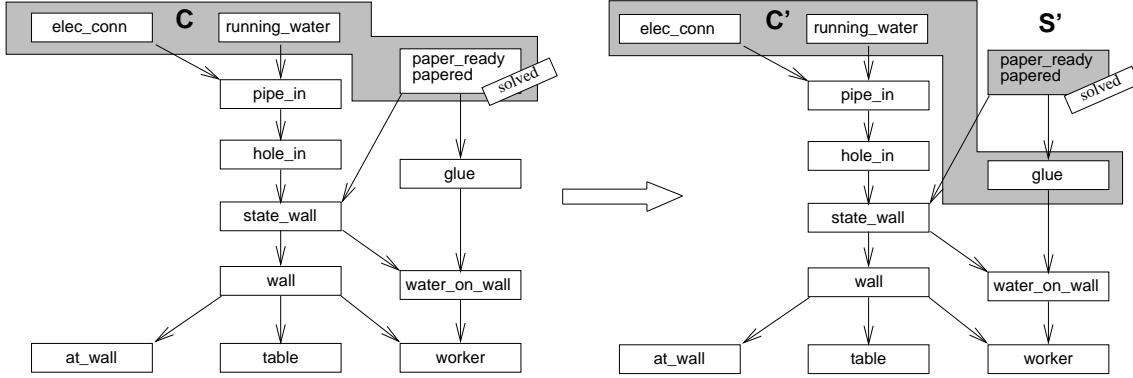 C
elec_conn
running_water
paper_ready
papered
solved
pipe_in
hole_in
glue
state_wall
wall
water_on_wall
at_wall
table
worker
C'
S'
elec_conn
running_water
paper_ready
papered
solved
pipe_in
hole_in
glue
state_wall
wall
water_on_wall
at_wall
table
worker